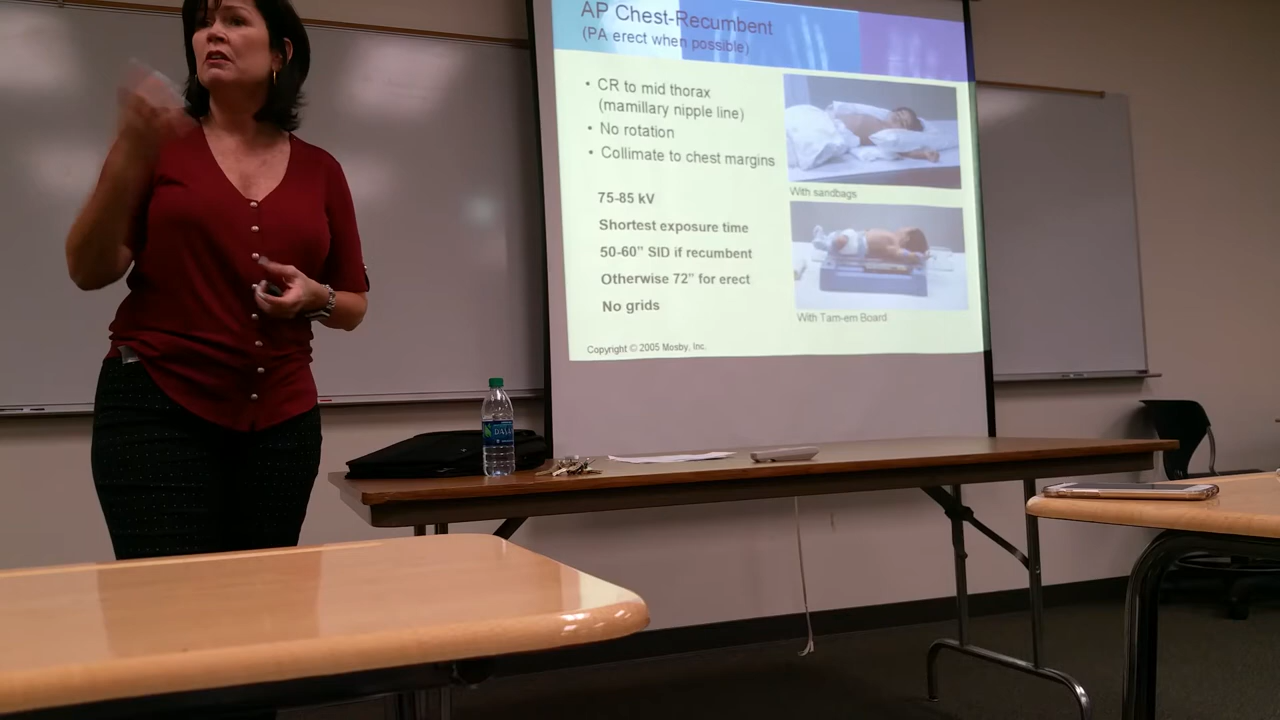 AP Chest-Recumbent
(PA erect when possible)
• CR to mid thorax
(mamillary nipple line)
• No rotation
• Collimate to chest margins
75-85 kV
Shortest exposure time
50-60” SID if recumbent
Otherwise 72” for erect
No grids
With sandbags
With Tam-em Board
Copyright © 2005 Mosby, Inc.
DASANI